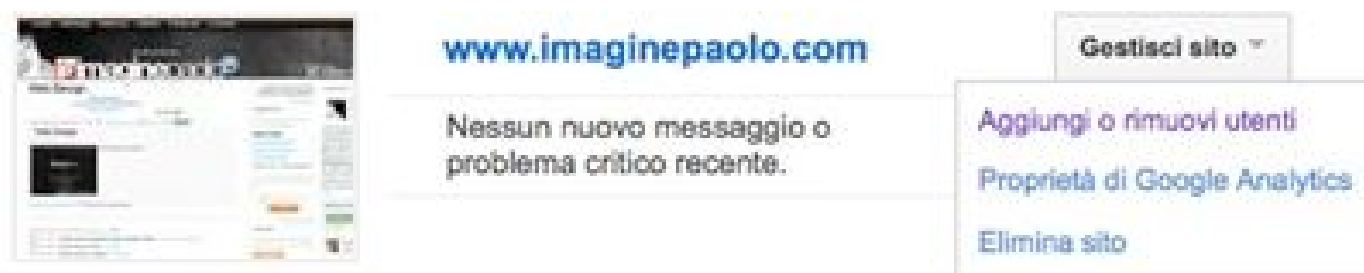 www.imaginepaolo.com
Gestisci sito
Nessun nuovo messaggio o
problema critico recente.
Aggiungi o rimuovi utenti
Proprietà di Google Analytics
Elimina sito